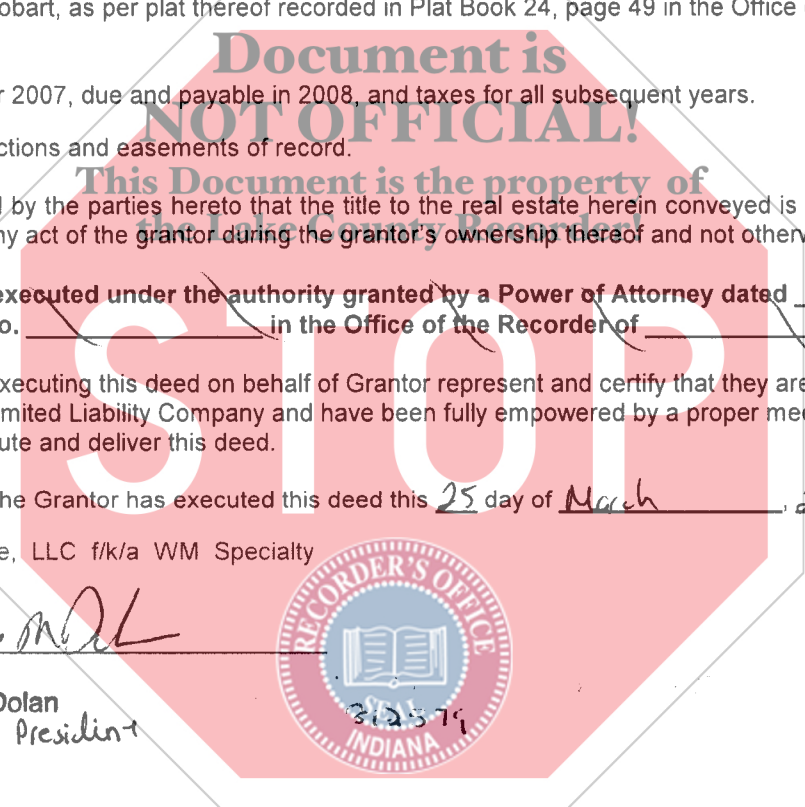 obart, as per plat thereof recorded in Plat Book 24, page 49 in the Office
Document is
r 2007, due and payable in 2008, and taxes for all subsequent years.
NOT OFFICIAL!
ctions and easements of record.
This Document is the property of
by the parties hereto that the title to the real estate herein conveyed is
the Lake County Recorder!
ny act of the grantor during the grantor's ownership thereof and not otherw
executed under the authority granted by a Power of Attorney dated
o. in the Office of the Recorder of
STOP
xecuting this deed on behalf of Grantor represent and certify that they are
mited Liability Company and have been fully empowered by a proper me
ute and deliver this deed.
he Grantor has executed this deed this 25 day of March , 2
e, LLC f/k/a WM Specialty
RECORDER'S OFFICE
Dolan
President
SEAL
312579
INDIANA